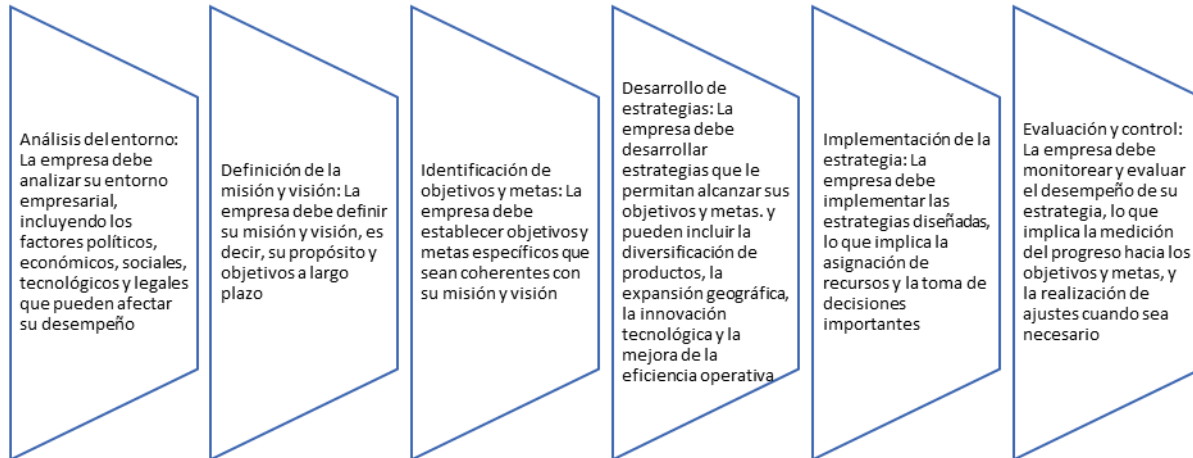 Análisis del entorno:
La empresa debe
analizar su entorno
empresarial,
incluyendo los
factores políticos,
económicos, sociales,
tecnológicos y legales
que pueden afectar
su desempeño
Definición de la
misión y visión: La
empresa debe definir
su misión y visión, es
decir, su propósito y
objetivos a largo
plazo
Identificación de
objetivos y metas: La
empresa debe
establecer objetivos y
metas específicos que
sean coherentes con
su misión y visión
Desarrollo de
estrategias: La
empresa debe
desarrollar
estrategias que le
permitan alcanzar sus
objetivos y metas. y
pueden incluir la
diversificación de
productos, la
expansión geográfica,
la innovación
tecnológica y la
mejora de la
eficiencia operativa
Implementación de la
estrategia: La
empresa debe
implementar las
estrategias diseñadas,
lo que implica la
asignación de
recursos y la toma de
decisiones
importantes
Evaluación y control:
La empresa debe
monitorear y evaluar
el desempeño de su
estrategia, lo que
implica la medición
del progreso hacia los
objetivos y metas, y
la realización de
ajustes cuando sea
necesario